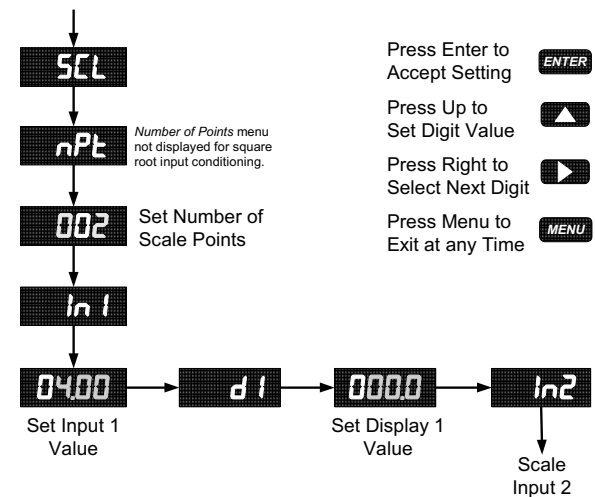 SCL
nPt
Number of Points menu
not displayed for square
root input conditioning.
002
Set Number of
Scale Points
In 1
04.00
Set Input 1
Value
d 1
000.0
Set Display 1
Value
In2
Scale
Input 2
Press Enter to
Accept Setting
ENTER
Press Up to
Set Digit Value
Press Right to
Select Next Digit
Press Menu to
Exit at any Time
MENU